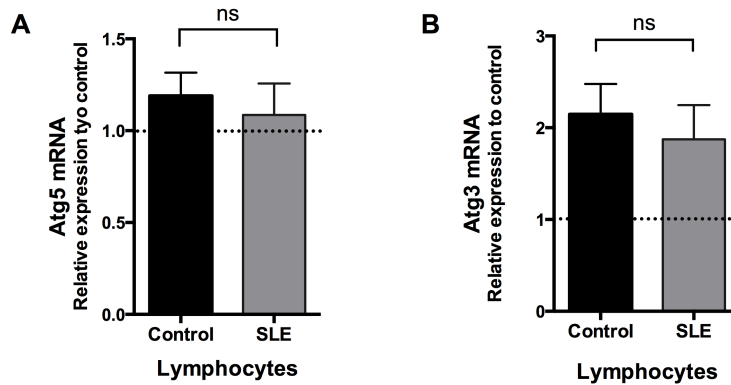 A
ns
Atg5 mRNA
Relative expression tyo control
1.5
1.0
0.5
0.0
Control SLE
Lymphocytes
B
ns
Atg3 mRNA
Relative expression to control
3
2
1
0
Control SLE
Lymphocytes